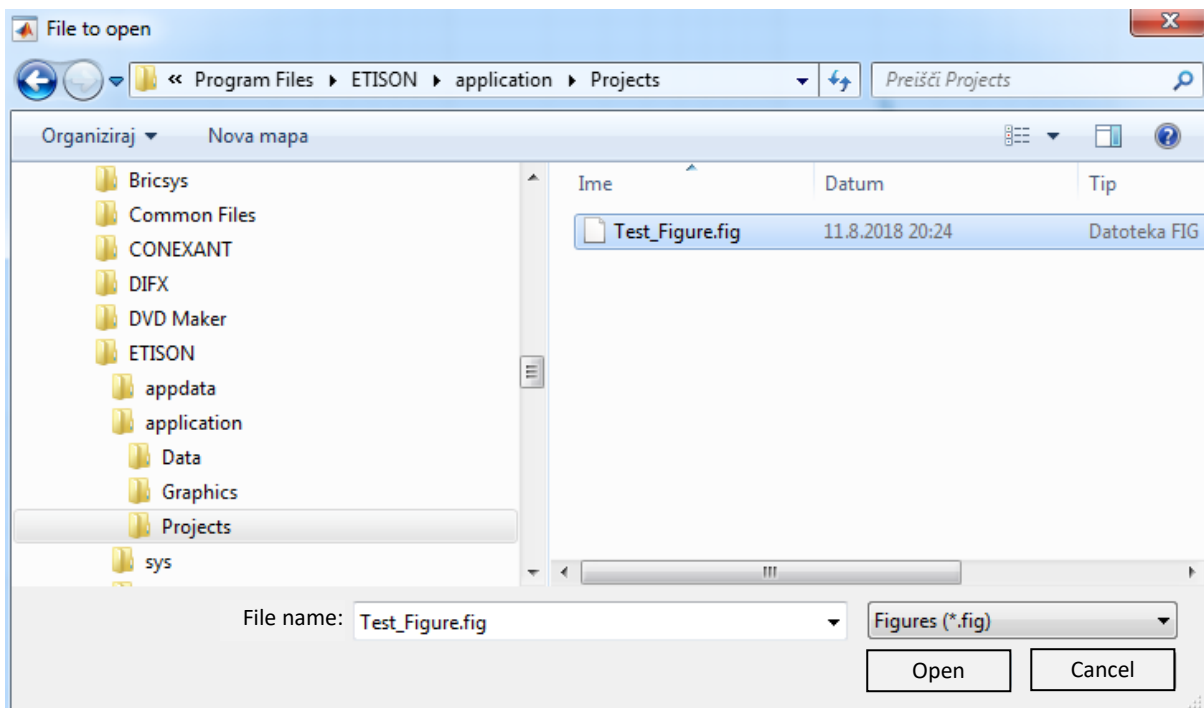 File to open
« Program Files ▸ ETISON ▸ application ▸ Projects
Preišči Projects
Organiziraj Nova mapa
Bricsys
Common Files
CONEXANT
DIFX
DVD Maker
ETISON
appdata
application
Data
Graphics
Projects
sys
Ime Datum Tip
Test_Figure.fig 11.8.2018 20:24 Datoteka FIG
File name: Test_Figure.fig Figures (*.fig)
Open Cancel